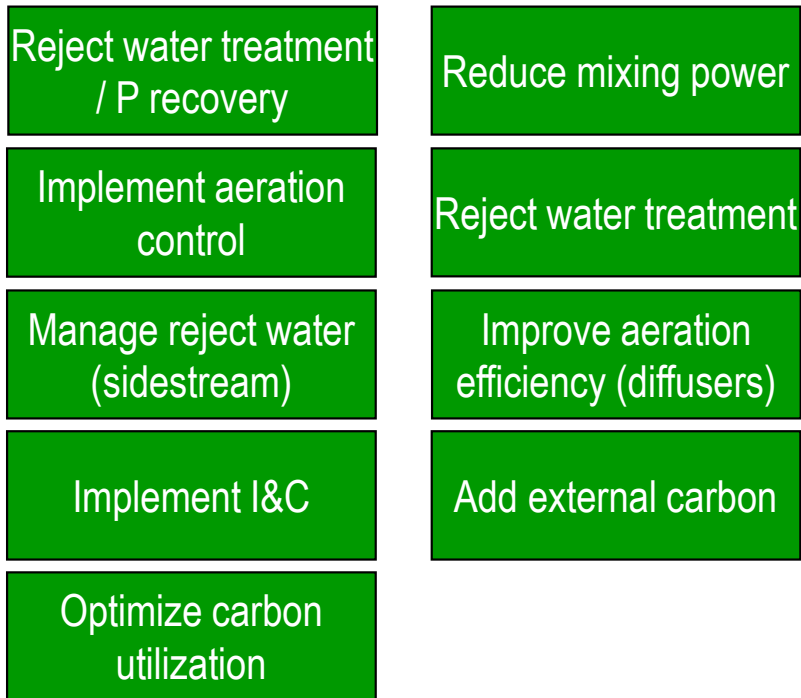 Reject water treatment
/ P recovery
Reduce mixing power
Implement aeration
control
Reject water treatment
Manage reject water
(sidestream)
Improve aeration
efficiency (diffusers)
Implement I&C
Add external carbon
Optimize carbon
utilization